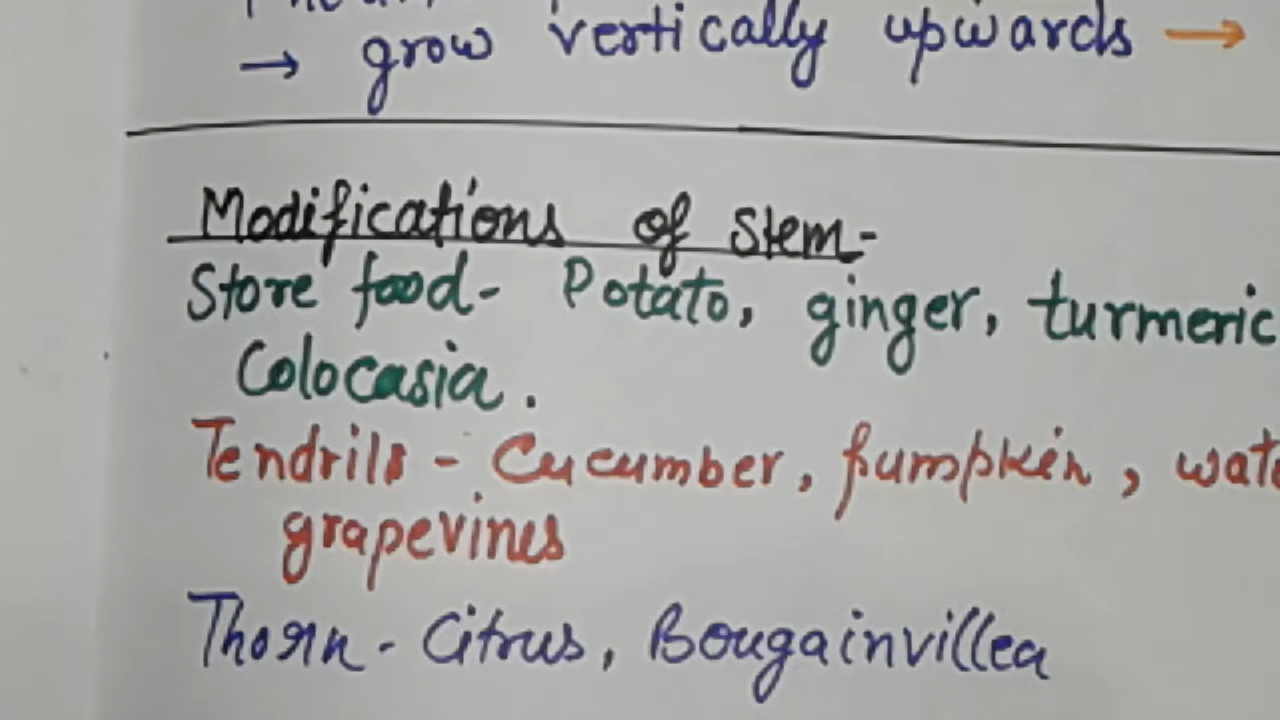 → grow vertically upwards →
Modifications of Stem-
Store food- Potato, ginger, turmeric
Colocasia.
Tendrils - Cucumber, pumpkin,
grapevines
Thorn - Citrus, Bougainvillea